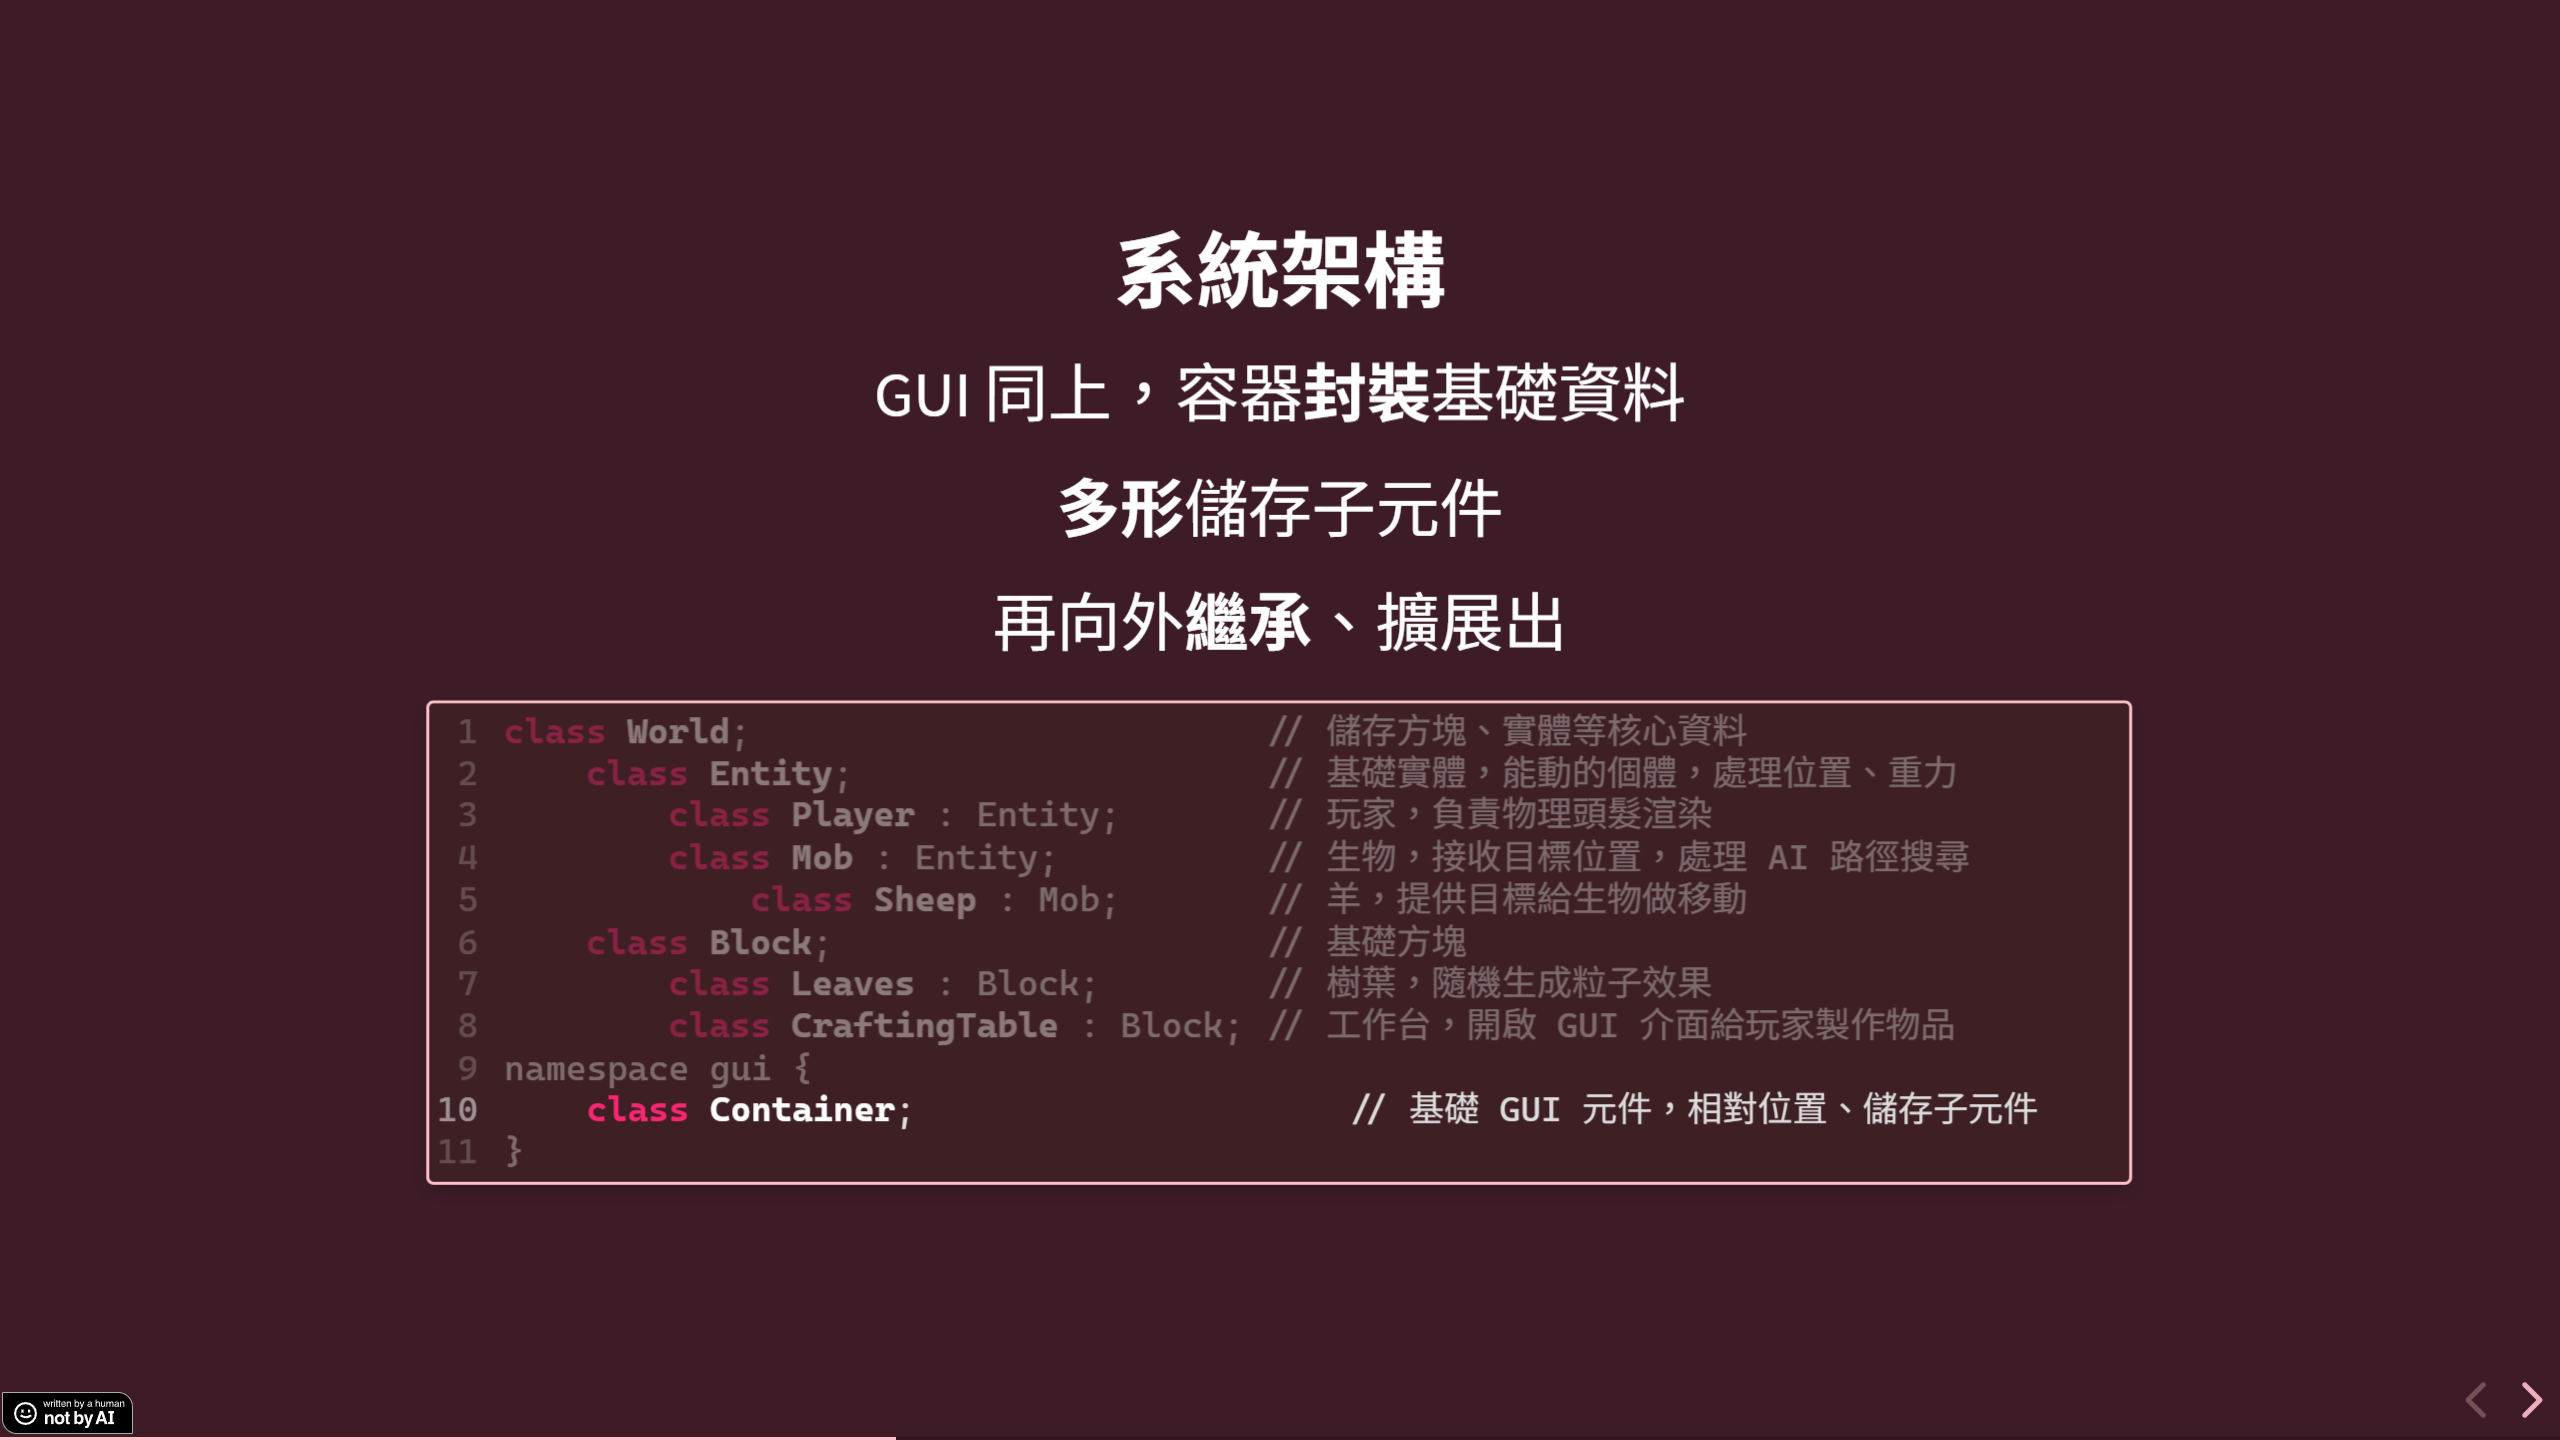 系統架構
GUI 同上，容器封裝基礎資料
多形儲存子元件
再向外繼承、擴展出
1 class World; // 儲存方塊、實體等核心資料
2 class Entity; // 基礎實體，能動的個體，處理位置、重力
3 class Player : Entity; // 玩家，負責物理頭髮渲染
4 class Mob : Entity; // 生物，接收目標位置，處理 AI 路徑搜尋
5 class Sheep : Mob; // 羊，提供目標給生物做移動
6 class Block; // 基礎方塊
7 class Leaves : Block; // 樹葉，隨機生成粒子效果
8 class CraftingTable : Block; // 工作台，開啟 GUI 介面給玩家製作物品
9 namespace gui {
10 class Container; // 基礎 GUI 元件，相對位置、儲存子元件
11 }
written by a human
not by AI